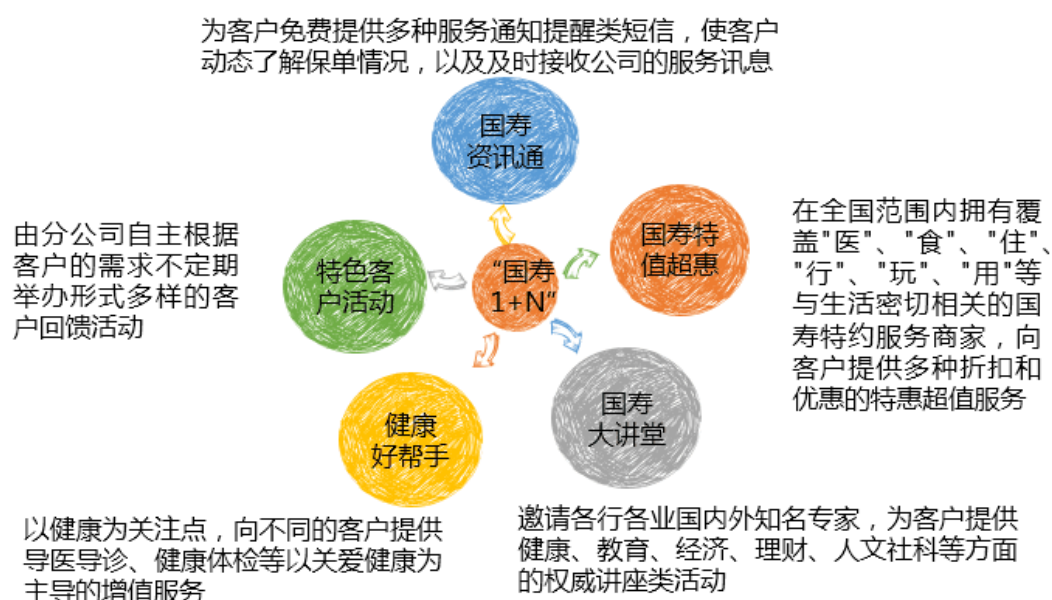 为客户免费提供多种服务通知提醒类短信，使客户
动态了解保单情况，以及及时接收公司的服务讯息
国寿
资讯通
国寿特
值超惠
在全国范围内拥有覆
盖"医"、"食"、"住"、
"行"、"玩"、"用"等
与生活密切相关的国
寿特约服务商家，向
客户提供多种折扣和
优惠的特惠超值服务
由分公司自主根据
客户的需求不定期
举办形式多样的客
户回馈活动
特色客
户活动
“国寿
1+N”
国寿
大讲堂
健康
好帮手
以健康为关注点，向不同的客户提供
导医导诊、健康体检等以关爱健康为
主导的增值服务
邀请各行各业国内外知名专家，为客户提供
健康、教育、经济、理财、人文社科等方面
的权威讲座类活动